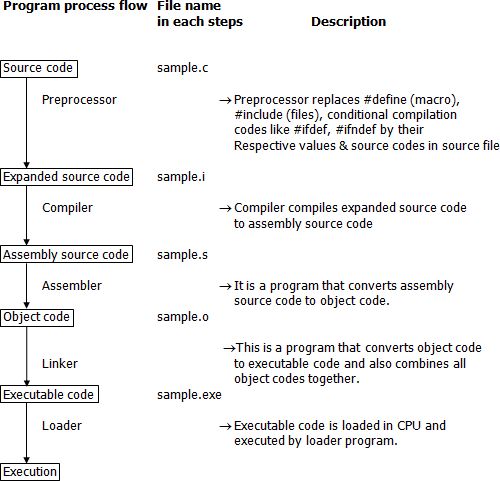 Program process flow File name Description
in each steps
Source code sample.c
Preprocessor →Preprocessor replaces #define (macro),
#include (files), conditional compilation
codes like #ifdef, #ifndef by their
Respective values & source codes in source file
Expanded source code sample.i
Compiler → Compiler compiles expanded source code
to assembly source code
Assembly source code sample.s
Assembler → It is a program that converts assembly
source code to object code.
Object code sample.o
→This is a program that converts object code
Linker to executable code and also combines all
object codes together.
Executable code sample.exe
Loader → Executable code is loaded in CPU and
executed by loader program.
Execution